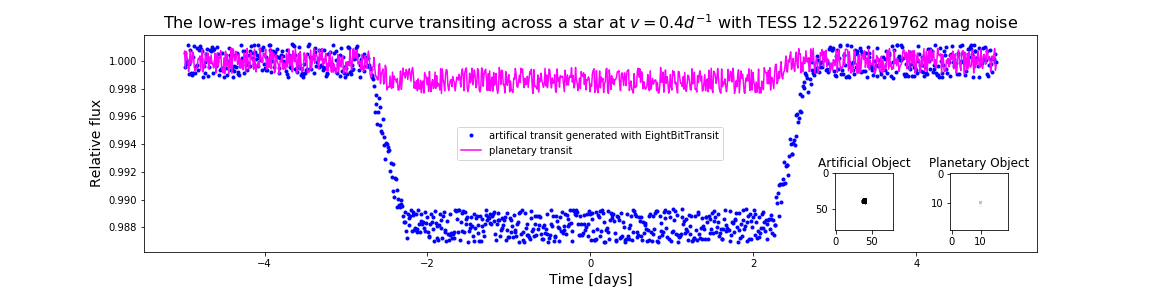 The low-res image's light curve transiting across a star at v = 0.4d⁻¹ with TESS 12.5222619762 mag noise
Relative flux
1.000
0.998
0.996
0.994
0.992
0.990
0.988
artifical transit generated with EightBitTransit
planetary transit
Artificial Object
0
50
0 50
Planetary Object
0
10
0 10
−4 −2 0 2 4
Time [days]